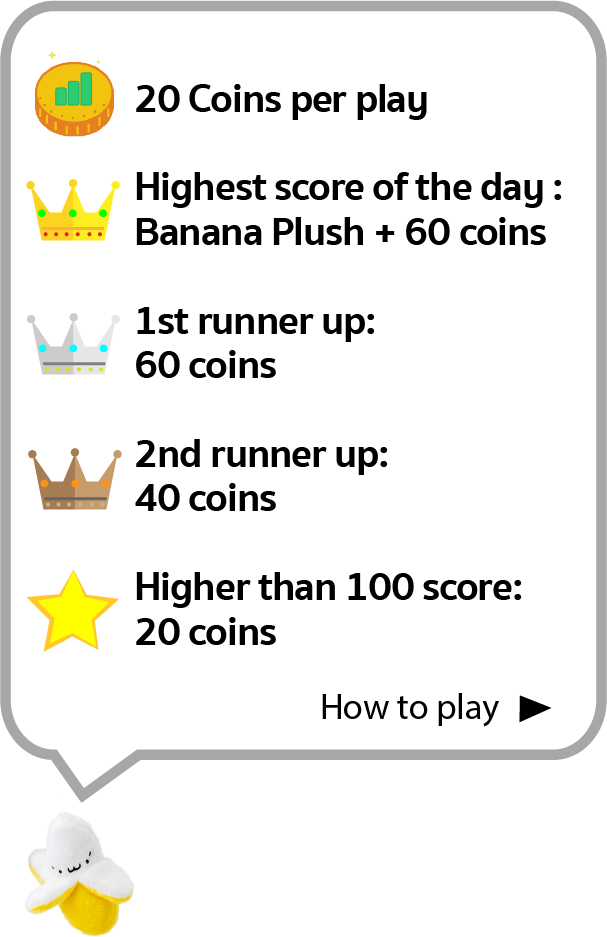 20 Coins per play
Highest score of the day :
Banana Plush + 60 coins
1st runner up:
60 coins
2nd runner up:
40 coins
Higher than 100 score:
20 coins
How to play